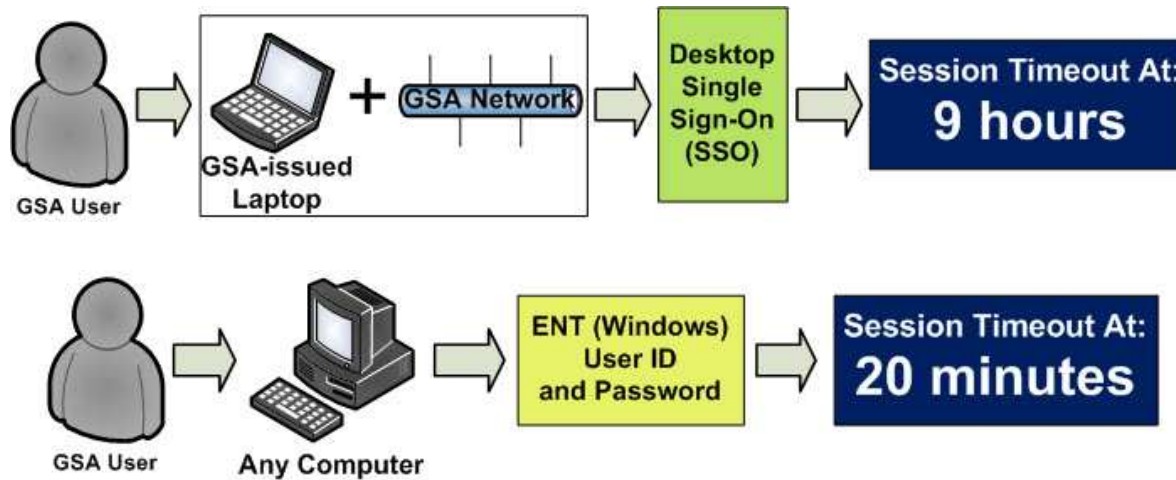 GSA User
GSA-issued
Laptop
+
GSA Network
Desktop
Single
Sign-On
(SSO)
Session Timeout At:
9 hours
GSA User
Any Computer
ENT (Windows)
User ID
and Password
Session Timeout At:
20 minutes